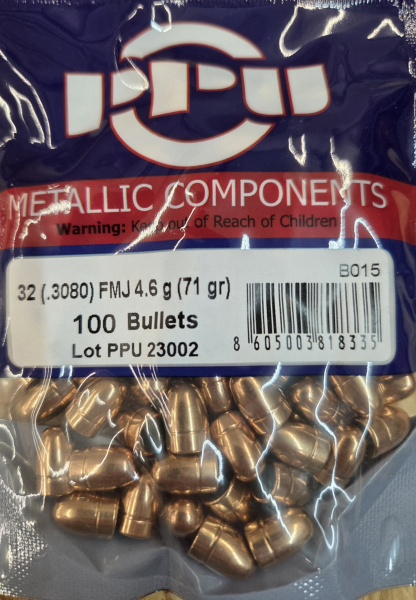 PPU
METALLIC COMPONENTS
Warning: Keep out of Reach of Children
B015
32 (.3080) FMJ 4.6 g (71 gr)
100 Bullets
Lot PPU 23002
8 605003 818335